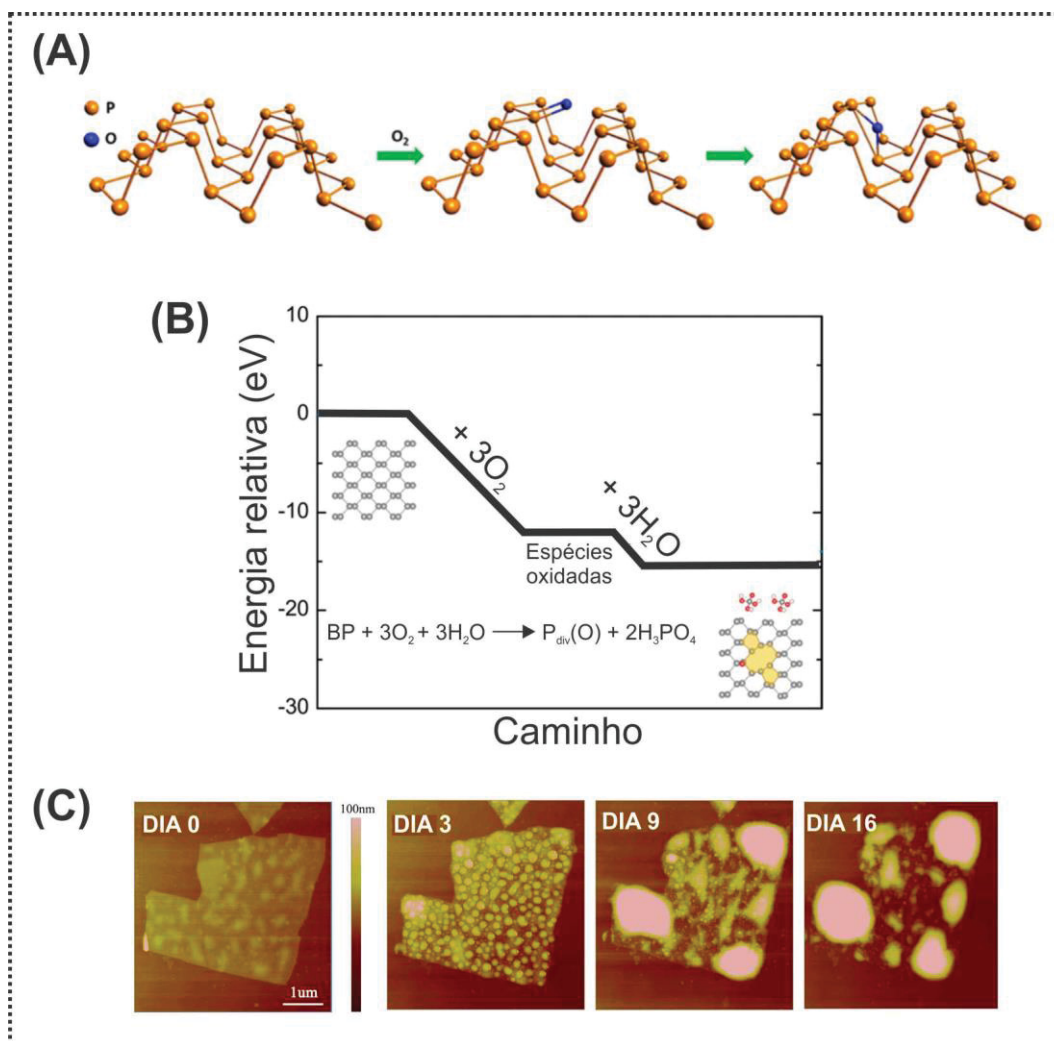 (A)
P
O
O₂
(B)
Energia relativa (eV)
10
0
-10
-20
-30
+ 3O₂
+ 3H₂O
Espécies
oxidadas
BP + 3O₂ + 3H₂O ⟶ P_div(O) + 2H₃PO₄
Caminho
(C)
DIA 0
100nm
1um
DIA 3
DIA 9
DIA 16